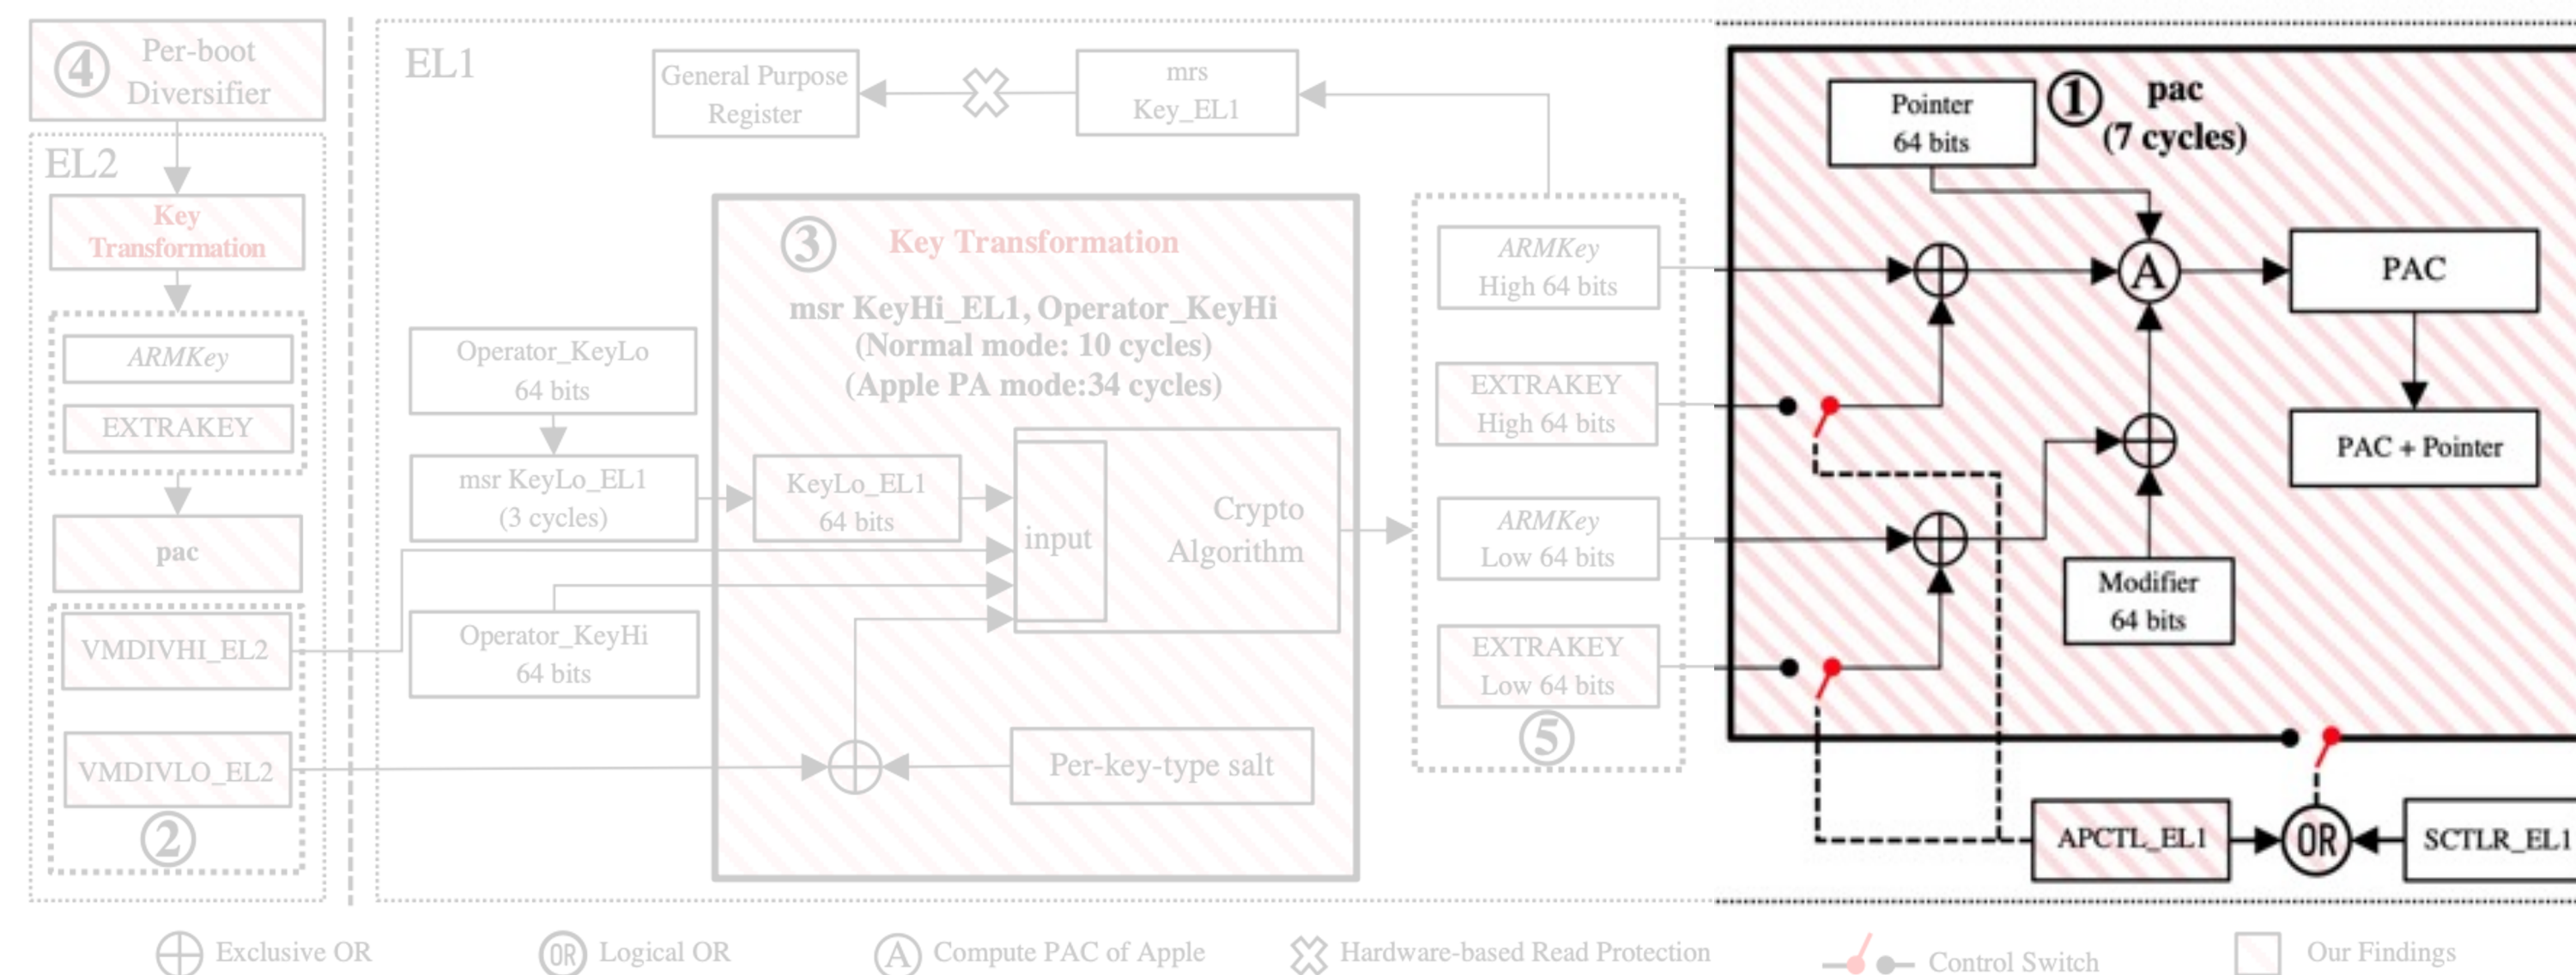 ④ Per-boot
Diversifier
EL2
Key
Transformation
ARMKey
EXTRAKEY
pac
VMDIVHI_EL2
VMDIVLO_EL2
②
EL1
General Purpose
Register
mrs
Key_EL1
Operator_KeyLo
64 bits
msr KeyLo_EL1
(3 cycles)
Operator_KeyHi
64 bits
③ Key Transformation
msr KeyHi_EL1, Operator_KeyHi
(Normal mode: 10 cycles)
(Apple PA mode:34 cycles)
KeyLo_EL1
64 bits
input
Crypto
Algorithm
Per-key-type salt
ARMKey
High 64 bits
EXTRAKEY
High 64 bits
ARMKey
Low 64 bits
EXTRAKEY
Low 64 bits
⑤
Pointer
64 bits
① pac
(7 cycles)
A
PAC
PAC + Pointer
Modifier
64 bits
APCTL_EL1
OR
SCTLR_EL1
Exclusive OR
OR Logical OR
A Compute PAC of Apple
Hardware-based Read Protection
Control Switch
Our Findings